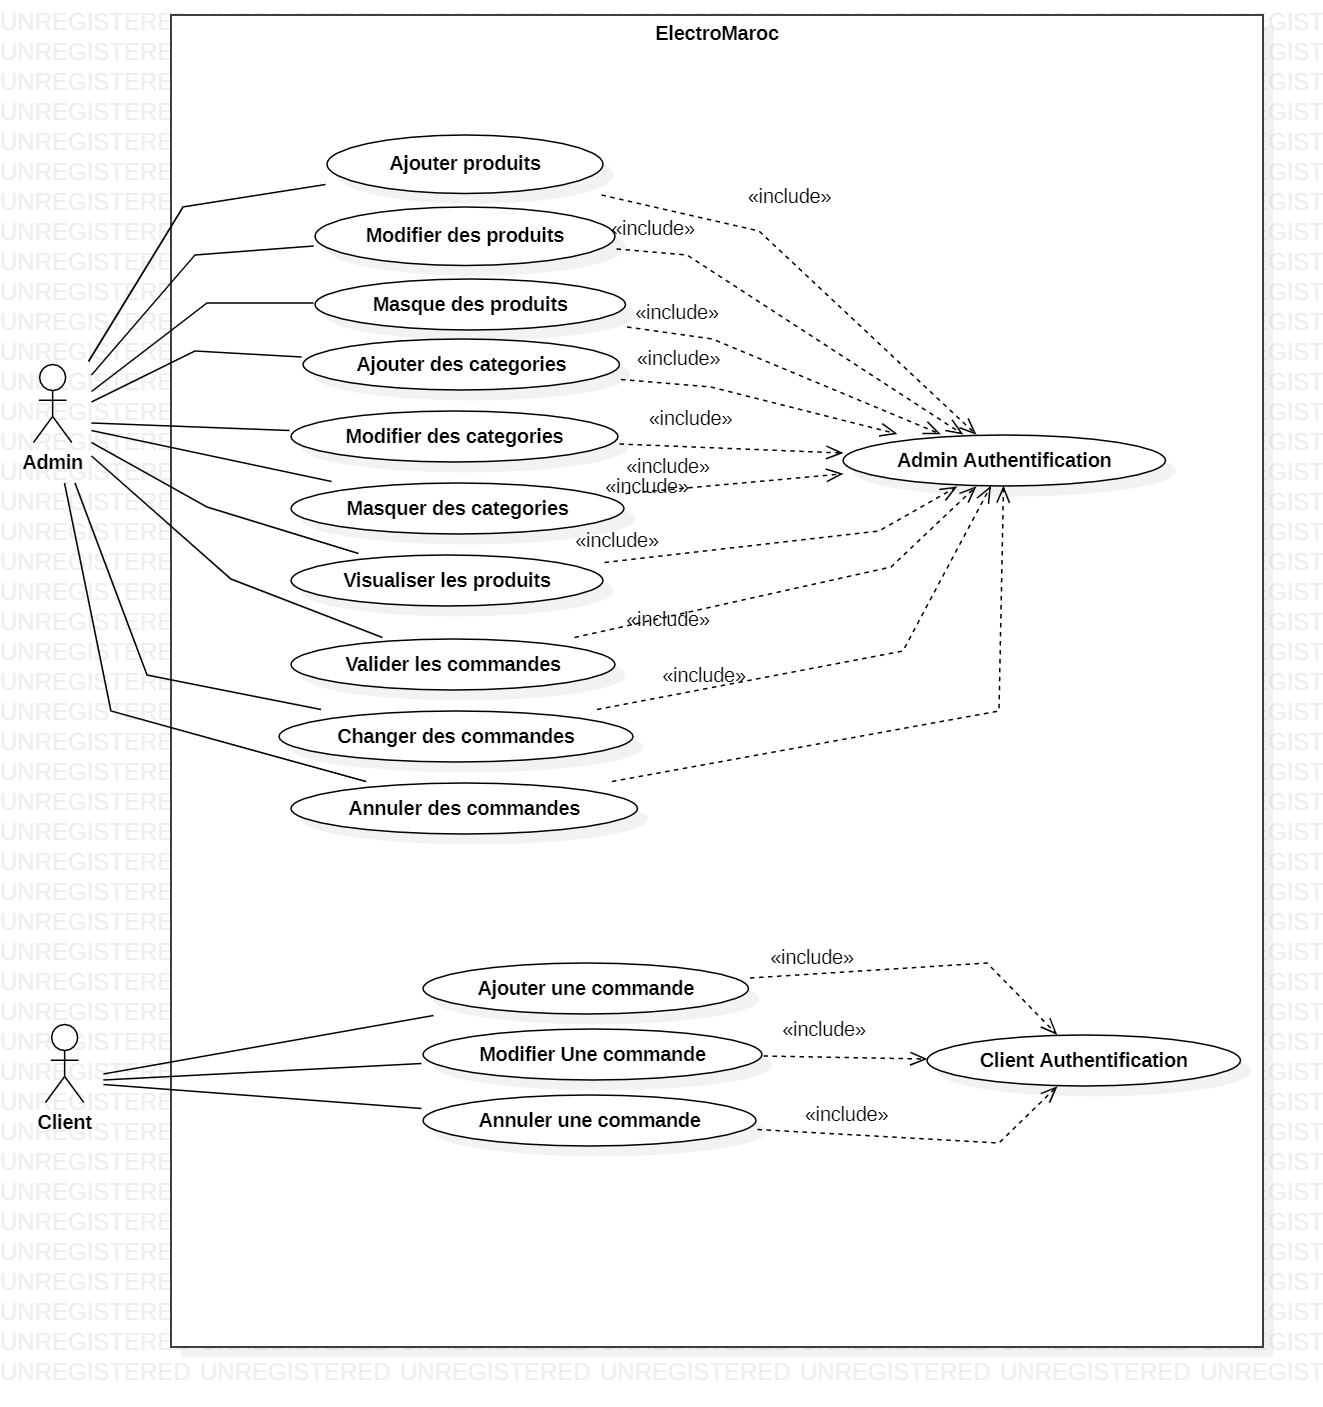 ElectroMaroc
Ajouter produits
«include»
Modifier des produits
«include»
Masque des produits
«include»
Ajouter des categories
«include»
Modifier des categories
«include»
Admin
Admin Authentification
«include»
«include»
Masquer des categories
«include»
Visualiser les produits
«include»
Valider les commandes
«include»
Changer des commandes
Annuler des commandes
«include»
Ajouter une commande
«include»
Modifier Une commande
Client Authentification
«include»
Annuler une commande
Client
UNREGISTERED UNREGISTERED UNREGISTERED UNREGISTERED UNREGISTERED UNREGISTERED UNREGIST